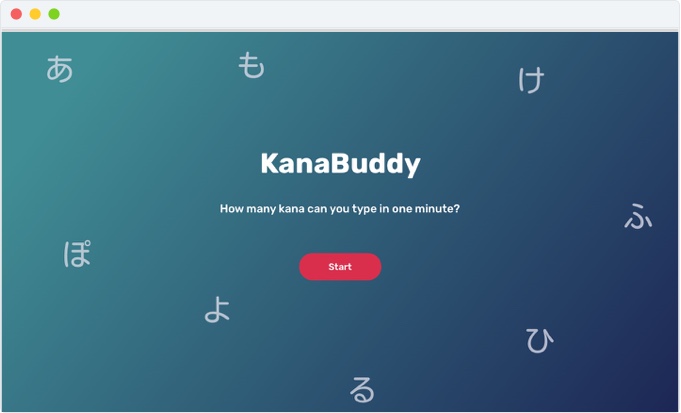 あ
も
け
KanaBuddy
How many kana can you type in one minute?
ふ
ぽ
Start
よ
ひ
る